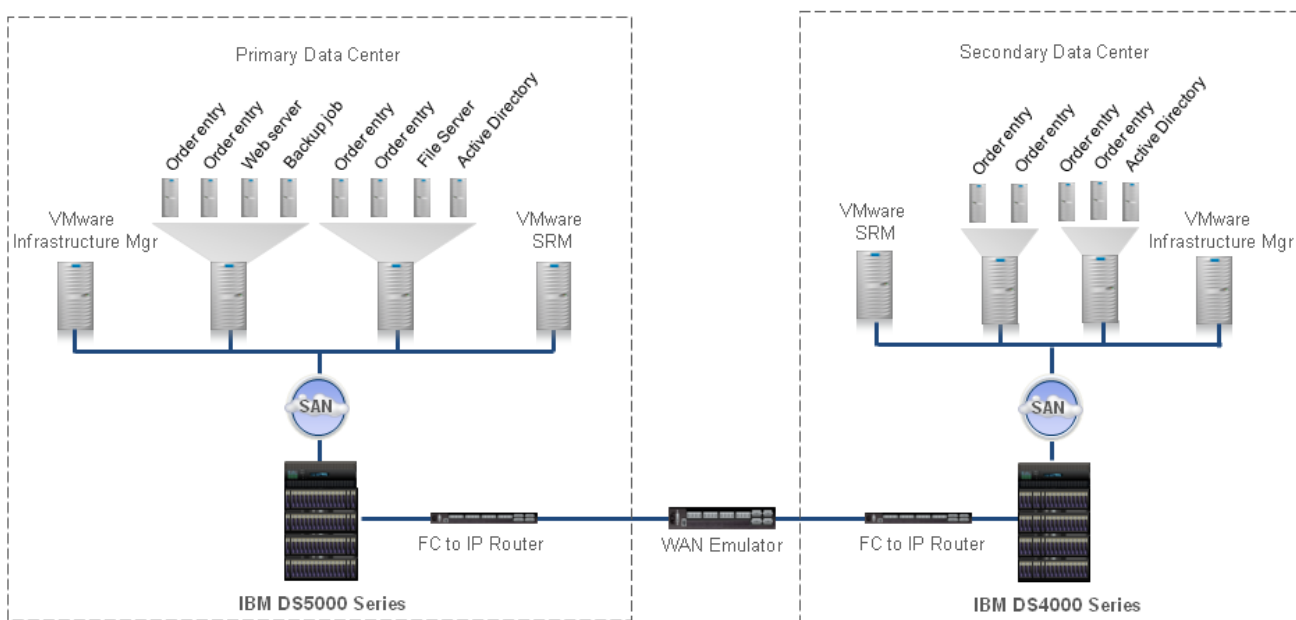 Primary Data Center
Order entry
Order entry
Web server
Backup job
Order entry
Order entry
File Server
Active Directory
VMware
Infrastructure Mgr
VMware
SRM
SAN
FC to IP Router
IBM DS5000 Series
WAN Emulator
Secondary Data Center
Order entry
Order entry
Order entry
Order entry
Active Directory
VMware
SRM
VMware
Infrastructure Mgr
SAN
FC to IP Router
IBM DS4000 Series